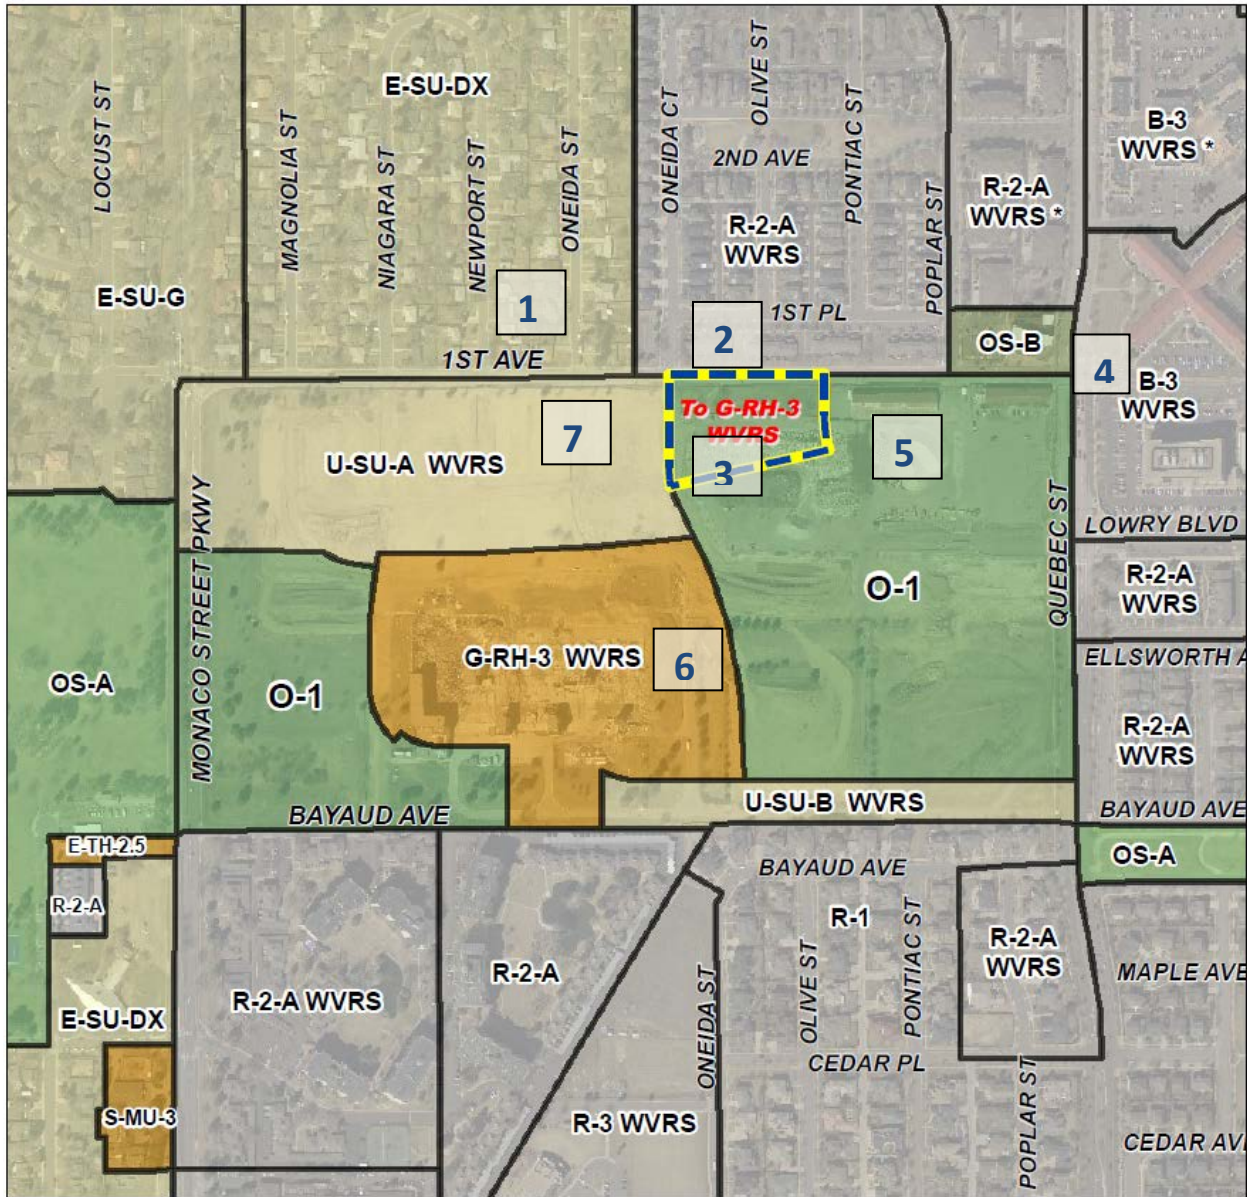 E-SU-DX
LOCUST ST
MAGNOLIA ST
NIAGARA ST
NEWPORT ST
ONEIDA ST
ONEIDA CT
OLIVE ST
2ND AVE
PONTIAC ST
POPLAR ST
R-2-A
WVRS
R-2-A
WVRS *
B-3
WVRS *
E-SU-G
1
1ST AVE
2
1ST PL
OS-B
4
B-3
WVRS
To G-RH-3
WVRS
3
7
5
U-SU-A WVRS
MONACO STREET PKWY
QUEBEC ST
LOWRY BLVD
R-2-A
WVRS
O-1
ELLSWORTH A
G-RH-3 WVRS
6
OS-A
O-1
R-2-A
WVRS
U-SU-B WVRS
BAYAUD AVE
BAYAUD AVE
E-TH-2.5
R-2-A
BAYAUD AVE
OS-A
R-1
OLIVE ST
PONTIAC ST
R-2-A
WVRS
MAPLE AVE
R-2-A
R-2-A WVRS
E-SU-DX
ONEIDA ST
CEDAR PL
POPLAR ST
S-MU-3
R-3 WVRS
CEDAR AV